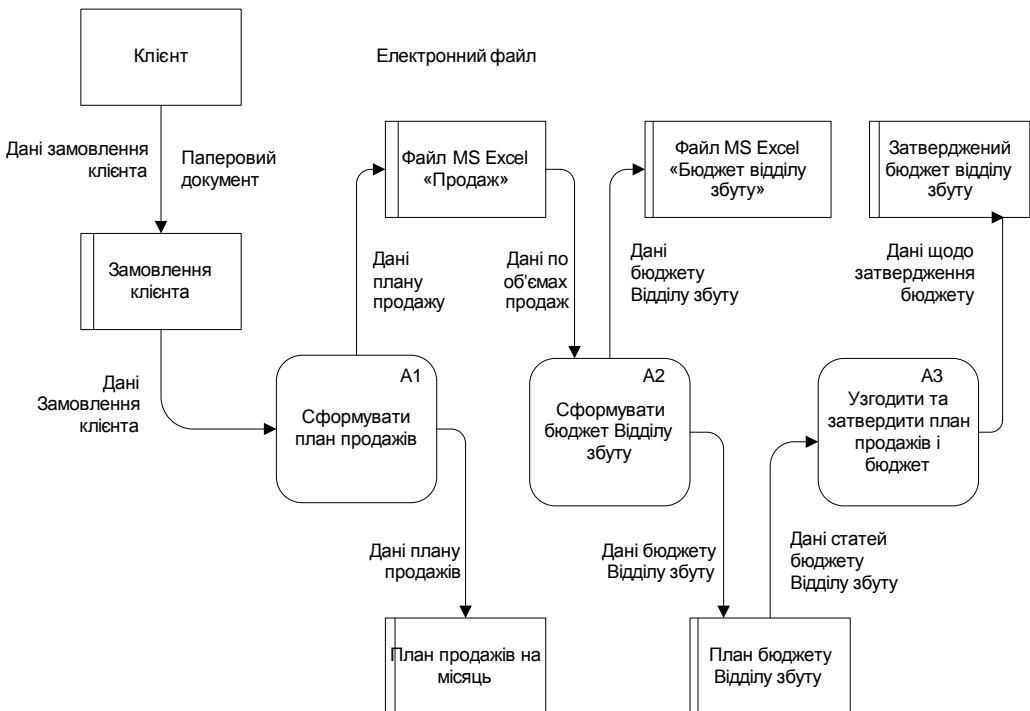 Клієнт
Електронний файл
Дані замовлення
клієнта
Паперовий
документ
Файл MS Excel
«Продаж»
Файл MS Excel
«Бюджет відділу
збуту»
Затверджений
бюджет відділу
збуту
Замовлення
клієнта
Дані
плану
продажу
Дані по
об'ємах
продаж
Дані
бюджету
Відділу збуту
Дані щодо
затвердження
бюджету
Дані
Замовлення
клієнта
A1
Сформувати
план продажів
A2
Сформувати
бюджет Відділу
збуту
A3
Узгодити та
затвердити план
продажів і
бюджет
Дані плану
продажів
Дані бюджету
Відділу збуту
Дані статей
бюджету
Відділу збуту
План продажів на
місяць
План бюджету
Відділу збуту